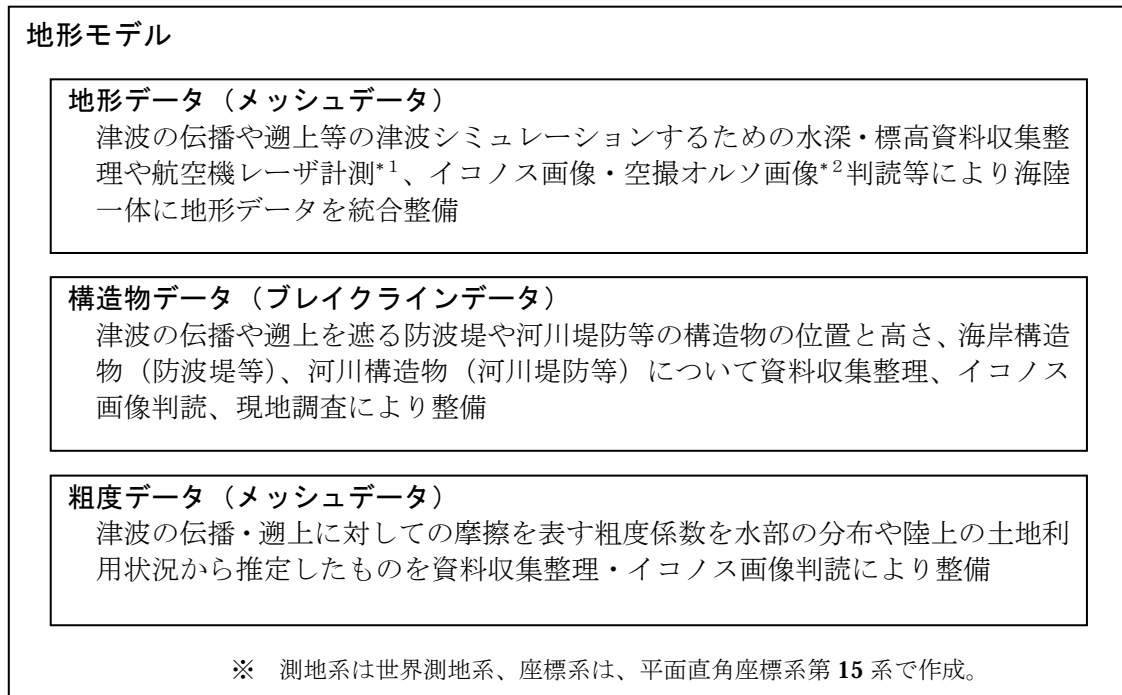 地形モデル
地形データ（メッシュデータ）
津波の伝播や遡上等の津波シミュレーションするための水深・標高資料収集整
理や航空機レーザ計測*1、イコノス画像・空撮オルソ画像*2判読等により海陸
一体に地形データを統合整備
構造物データ（ブレイクラインデータ）
津波の伝播や遡上を遮る防波堤や河川堤防等の構造物の位置と高さ、海岸構造
物（防波堤等）、河川構造物（河川堤防等）について資料収集整理、イコノス
画像判読、現地調査により整備
粗度データ（メッシュデータ）
津波の伝播・遡上に対しての摩擦を表す粗度係数を水部の分布や陸上の土地利
用状況から推定したものを資料収集整理・イコノス画像判読により整備
※　測地系は世界測地系、座標系は、平面直角座標系第 15 系で作成。